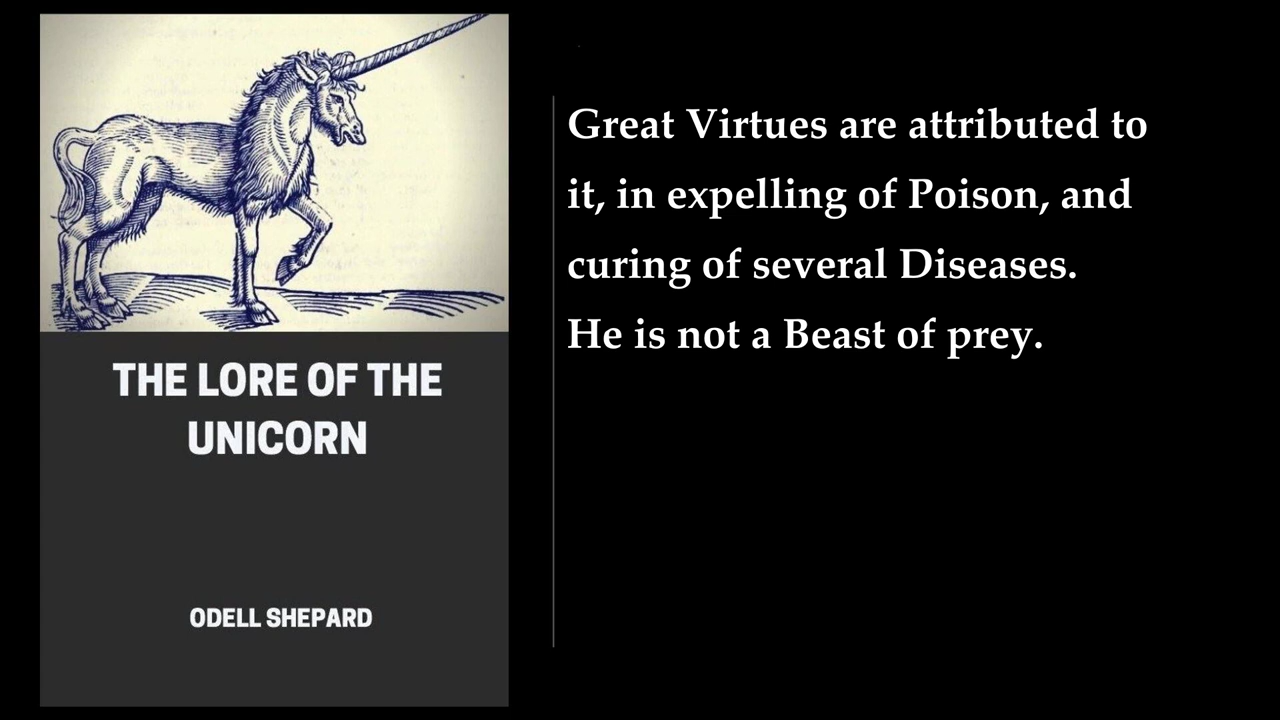 THE LORE OF THE
UNICORN
ODELL SHEPARD
Great Virtues are attributed to
it, in expelling of Poison, and
curing of several Diseases.
He is not a Beast of prey.